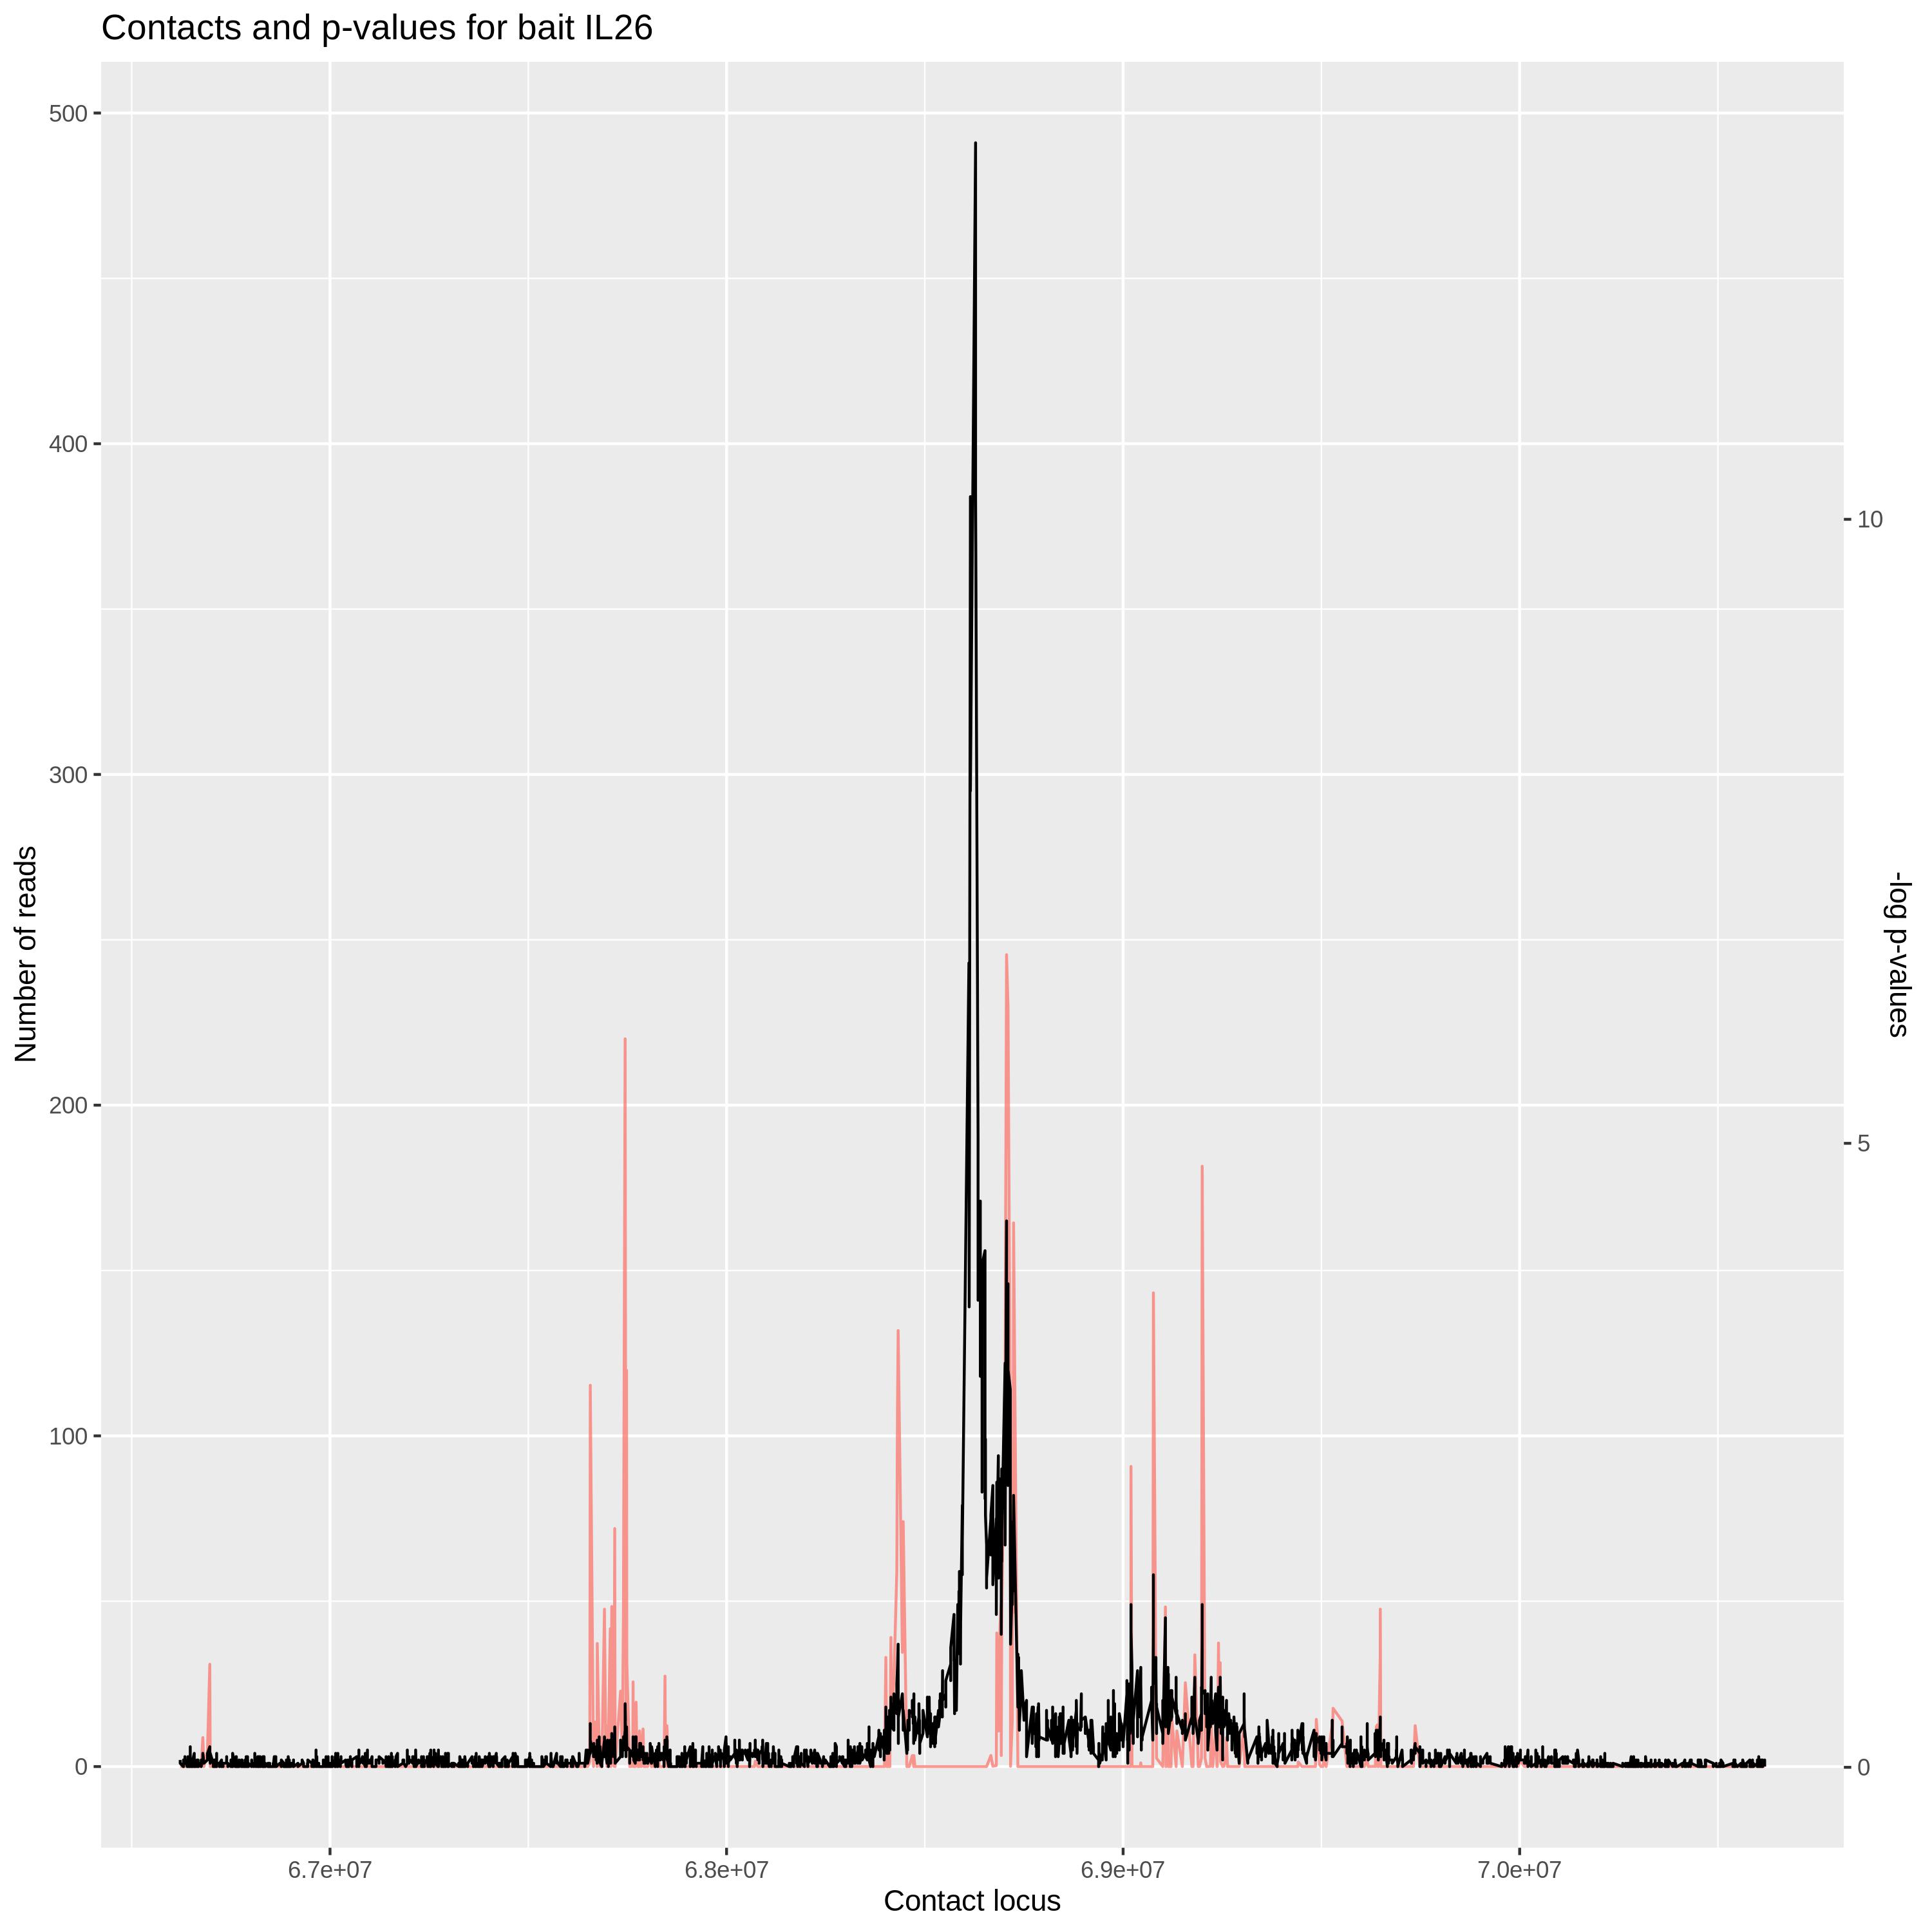 Contacts and p-values for bait IL26
500
400
300
200
100
0
Number of reads
10
5
0
-log p-values
6.7e+07
6.8e+07
6.9e+07
7.0e+07
Contact locus